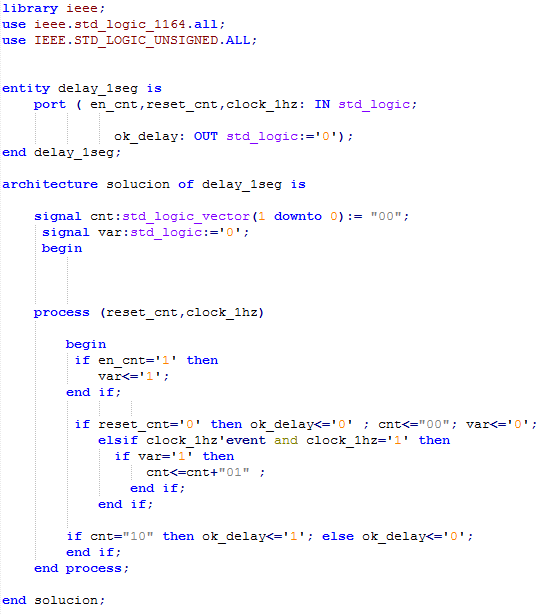 library ieee;
use ieee.std_logic_1164.all;
use IEEE.STD_LOGIC_UNSIGNED.ALL;
entity delay_1seg is
port ( en_cnt,reset_cnt,clock_1hz: IN std_logic;
ok_delay: OUT std_logic:='0');
end delay_1seg;
architecture solucion of delay_1seg is
signal cnt:std_logic_vector(1 downto 0):= "00";
signal var:std_logic:='0';
begin
process (reset_cnt,clock_1hz)
begin
if en_cnt='1' then
var<='1';
end if;
if reset_cnt='0' then ok_delay<='0' ; cnt<="00"; var<='0';
elsif clock_1hz'event and clock_1hz='1' then
if var='1' then
cnt<=cnt+"01" ;
end if;
end if;
if cnt="10" then ok_delay<='1'; else ok_delay<='0';
end if;
end process;
end solucion;